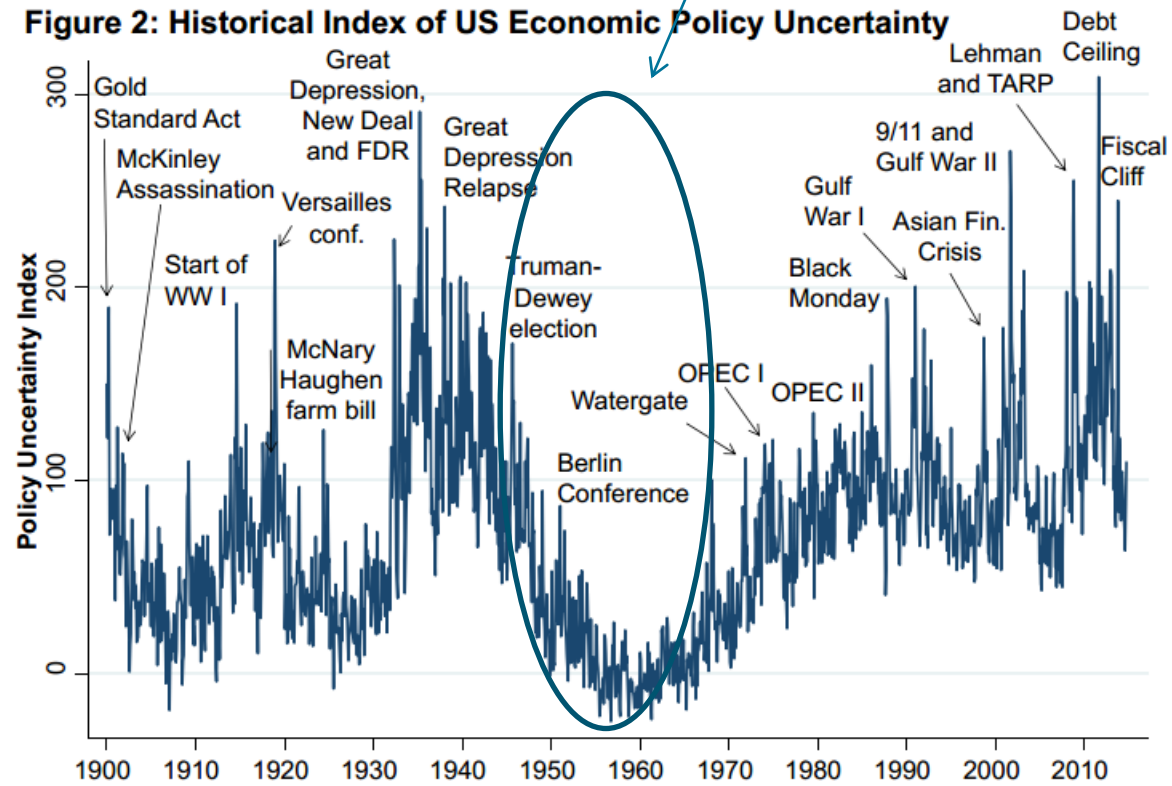 Figure 2: Historical Index of US Economic Policy Uncertainty
Gold
Standard Act
McKinley
Assassination
Start of
WW I
Versailles
conf.
McNary
Haughen
farm bill
Great
Depression,
New Deal
and FDR
Great
Depression
Relapse
Truman-
Dewey
election
Berlin
Conference
Watergate
OPEC I
OPEC II
Black
Monday
Gulf
War I
Asian Fin.
Crisis
9/11 and
Gulf War II
Lehman
and TARP
Debt
Ceiling
Fiscal
Cliff
Policy Uncertainty Index
300
200
100
0
1900 1910 1920 1930 1940 1950 1960 1970 1980 1990 2000 2010